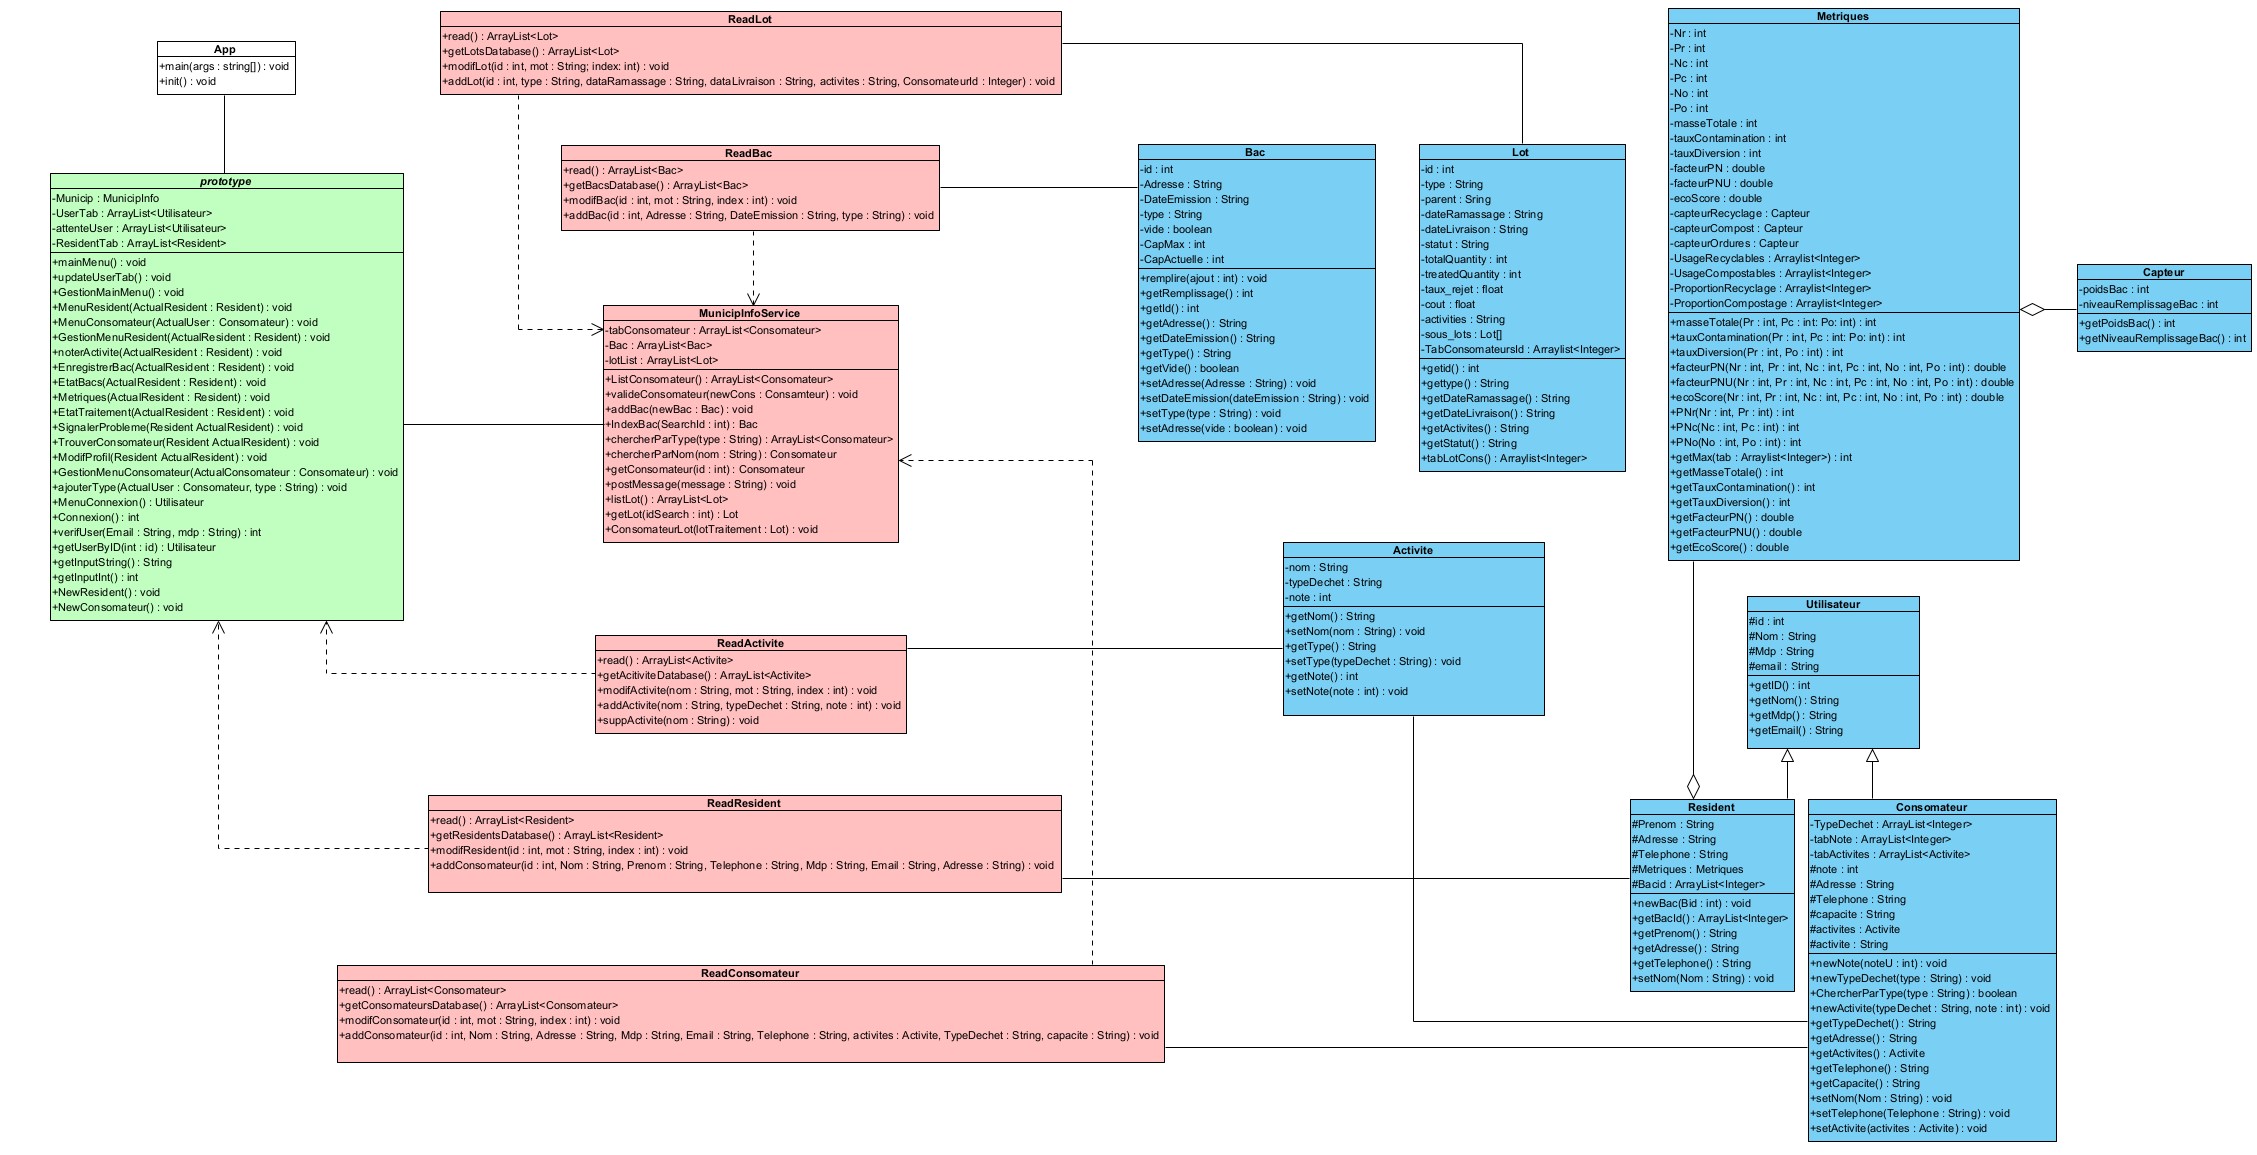 App
+main(args : string[]) : void
+init() : void
prototype
-Municip : MunicipInfo
-UserTab : ArrayList<Utilisateur>
-attenteUser : ArrayList<Utilisateur>
-ResidentTab : ArrayList<Resident>
+mainMenu() : void
+updateUserTab() : void
+GestionMainMenu() : void
+MenuResident(ActualResident : Resident) : void
+MenuConsomateur(ActualUser : Consomateur) : void
+GestionMenuResident(ActualResident : Resident) : void
+noterActivite(ActualResident : Resident) : void
+EnregistrerBac(ActualResident : Resident) : void
+EtatBacs(ActualResident : Resident) : void
+Metriques(ActualResident : Resident) : void
+EtatTraitement(ActualResident : Resident) : void
+SignalerProbleme(Resident ActualResident) : void
+TrouverConsomateur(Resident ActualResident) : void
+ModifProfil(Resident ActualResident) : void
+GestionMenuConsomateur(ActualConsomateur : Consomateur) : void
+ajouterType(ActualUser : Consomateur, type : String) : void
+MenuConnexion() : Utilisateur
+Connexion() : int
+verifUser(Email : String, mdp : String) : int
+getUserByID(int : id) : Utilisateur
+getInputString() : String
+getInputInt() : int
+NewResident() : void
+NewConsomateur() : void
ReadLot
+read() : ArrayList<Lot>
+getLotsDatabase() : ArrayList<Lot>
+modifLot(id : int, mot : String; index: int) : void
+addLot(id : int, type : String, dataRamassage : String, dataLivraison : String, activites : String, ConsomateurId : Integer) : void
ReadBac
+read() : ArrayList<Bac>
+getBacsDatabase() : ArrayList<Bac>
+modifBac(id : int, mot : String, index : int) : void
+addBac(id : int, Adresse : String, DateEmission : String, type : String) : void
MunicipInfoService
-tabConsomateur : ArrayList<Consomateur>
-Bac : ArrayList<Bac>
-lotList : ArrayList<Lot>
+ListConsomateur() : ArrayList<Consomateur>
+valideConsomateur(newCons : Consamteur) : void
+addBac(newBac : Bac) : void
+IndexBac(SearchId : int) : Bac
+chercherParType(type : String) : ArrayList<Consomateur>
+chercherParNom(nom : String) : Consomateur
+getConsomateur(id : int) : Consomateur
+postMessage(message : String) : void
+listLot() : ArrayList<Lot>
+getLot(idSearch : int) : Lot
+ConsomateurLot(lotTraitement : Lot) : void
ReadActivite
+read() : ArrayList<Activite>
+getAcitiviteDatabase() : ArrayList<Activite>
+modifActivite(nom : String, mot : String, index : int) : void
+addActivite(nom : String, typeDechet : String, note : int) : void
+suppActivite(nom : String) : void
ReadResident
+read() : ArrayList<Resident>
+getResidentsDatabase() : ArrayList<Resident>
+modifResident(id : int, mot : String, index : int) : void
+addConsomateur(id : int, Nom : String, Prenom : String, Telephone : String, Mdp : String, Email : String, Adresse : String) : void
ReadConsomateur
+read() : ArrayList<Consomateur>
+getConsomateursDatabase() : ArrayList<Consomateur>
+modifConsomateur(id : int, mot : String, index : int) : void
+addConsomateur(id : int, Nom : String, Adresse : String, Mdp : String, Email : String, Telephone : String, activites : Activite, TypeDechet : String, capacite : String) : void
Bac
-id : int
-Adresse : String
-DateEmission : String
-type : String
-vide : boolean
-CapMax : int
-CapActuelle : int
+remplire(ajout : int) : void
+getRemplissage() : int
+getId() : int
+getAdresse() : String
+getDateEmission() : String
+getType() : String
+getVide() : boolean
+setAdresse(Adresse : String) : void
+setDateEmission(dateEmission : String) : void
+setType(type : String) : void
+setAdresse(vide : boolean) : void
Lot
-id : int
-type : String
-parent : Sring
-dateRamassage : String
-dateLivraison : String
-statut : String
-totalQuantity : int
-treatedQuantity : int
-taux_rejet : float
-cout : float
-activities : String
-sous_lots : Lot[]
-TabConsomateursId : Arraylist<Integer>
+getid() : int
+gettype() : String
+getDateRamassage() : String
+getDateLivraison() : String
+getActivites() : String
+getStatut() : String
+tabLotCons() : Arraylist<Integer>
Activite
-nom : String
-typeDechet : String
-note : int
+getNom() : String
+setNom(nom : String) : void
+getType() : String
+setType(typeDechet : String) : void
+getNote() : int
+setNote(note : int) : void
Metriques
-Nr : int
-Pr : int
-Nc : int
-Pc : int
-No : int
-Po : int
-masseTotale : int
-tauxContamination : int
-tauxDiversion : int
-facteurPN : double
-facteurPNU : double
-ecoScore : double
-capteurRecyclage : Capteur
-capteurCompost : Capteur
-capteurOrdures : Capteur
-UsageRecyclables : Arraylist<Integer>
-UsageCompostables : Arraylist<Integer>
-ProportionRecyclage : Arraylist<Integer>
-ProportionCompostage : Arraylist<Integer>
+masseTotale(Pr : int, Pc : int: Po: int) : int
+tauxContamination(Pr : int, Pc : int: Po: int) : int
+tauxDiversion(Pr : int, Po : int) : int
+facteurPN(Nr : int, Pr : int, Nc : int, Pc : int, No : int, Po : int) : double
+facteurPNU(Nr : int, Pr : int, Nc : int, Pc : int, No : int, Po : int) : double
+ecoScore(Nr : int, Pr : int, Nc : int, Pc : int, No : int, Po : int) : double
+PNr(Nr : int, Pr : int) : int
+PNc(Nc : int, Pc : int) : int
+PNo(No : int, Po : int) : int
+getMax(tab : Arraylist<Integer>) : int
+getMasseTotale() : int
+getTauxContamination() : int
+getTauxDiversion() : int
+getFacteurPN() : double
+getFacteurPNU() : double
+getEcoScore() : double
Capteur
-poidsBac : int
-niveauRemplissageBac : int
+getPoidsBac() : int
+getNiveauRemplissageBac() : int
Utilisateur
#id : int
#Nom : String
#Mdp : String
#email : String
+getID() : int
+getNom() : String
+getMdp() : String
+getEmail() : String
Resident
#Prenom : String
#Adresse : String
#Telephone : String
#Metriques : Metriques
#Bacid : ArrayList<Integer>
+newBac(Bid : int) : void
+getBacId() : ArrayList<Integer>
+getPrenom() : String
+getAdresse() : String
+getTelephone() : String
+setNom(Nom : String) : void
Consomateur
-TypeDechet : ArrayList<Integer>
-tabNote : ArrayList<Integer>
-tabActivites : ArrayList<Activite>
#note : int
#Adresse : String
#Telephone : String
#capacite : String
#activites : Activite
#activite : String
+newNote(noteU : int) : void
+newTypeDechet(type : String) : void
+ChercherParType(type : String) : boolean
+newActivite(typeDechet : String, note : int) : void
+getTypeDechet() : String
+getAdresse() : String
+getActivites() : Activite
+getTelephone() : String
+getCapacite() : String
+setNom(Nom : String) : void
+setTelephone(Telephone : String) : void
+setActivite(activites : Activite) : void